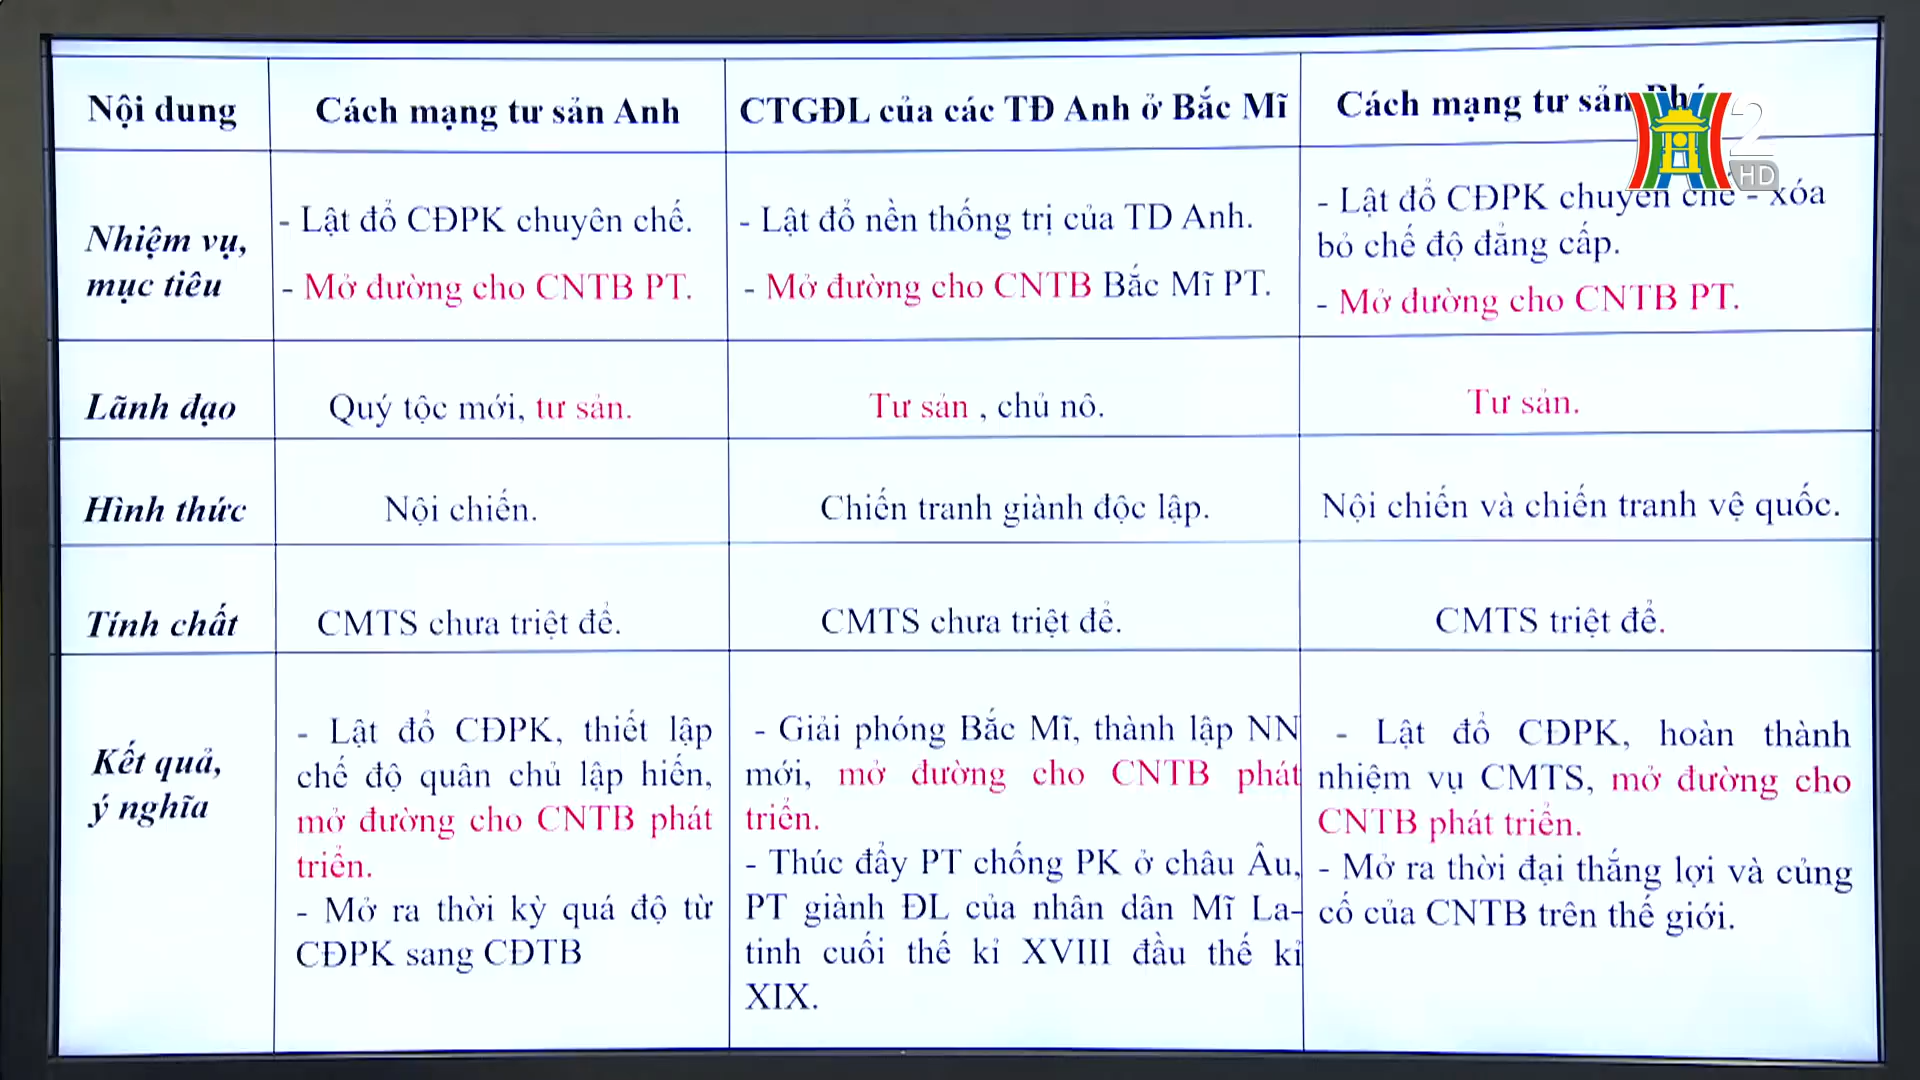 Nội dung
Cách mạng tư sản Anh
CTGĐL của các TĐ Anh ở Bắc Mĩ
Cách mạng tư sản
2
HD
Nhiệm vụ,
mục tiêu
- Lật đổ CĐPK chuyên chế.
- Mở đường cho CNTB PT.
- Lật đổ nền thống trị của TD Anh.
- Mở đường cho CNTB Bắc Mĩ PT.
- Lật đổ CĐPK chuyên chế - xóa
bỏ chế độ đẳng cấp.
- Mở đường cho CNTB PT.
Lãnh đạo
Quý tộc mới, tư sản.
Tư sản , chủ nô.
Tư sản.
Hình thức
Nội chiến.
Chiến tranh giành độc lập.
Nội chiến và chiến tranh vệ quốc.
Tính chất
CMTS chưa triệt để.
CMTS chưa triệt để.
CMTS triệt để.
Kết quả,
ý nghĩa
- Lật đổ CĐPK, thiết lập
chế độ quân chủ lập hiến,
mở đường cho CNTB phát
triển.
- Mở ra thời kỳ quá độ từ
CĐPK sang CĐTB
- Giải phóng Bắc Mĩ, thành lập NN
mới, mở đường cho CNTB phát
triển.
- Thúc đẩy PT chống PK ở châu Âu,
PT giành ĐL của nhân dân Mĩ La-
tinh cuối thế kỉ XVIII đầu thế kỉ
XIX.
- Lật đổ CĐPK, hoàn thành
nhiệm vụ CMTS, mở đường cho
CNTB phát triển.
- Mở ra thời đại thắng lợi và củng
cố của CNTB trên thế giới.